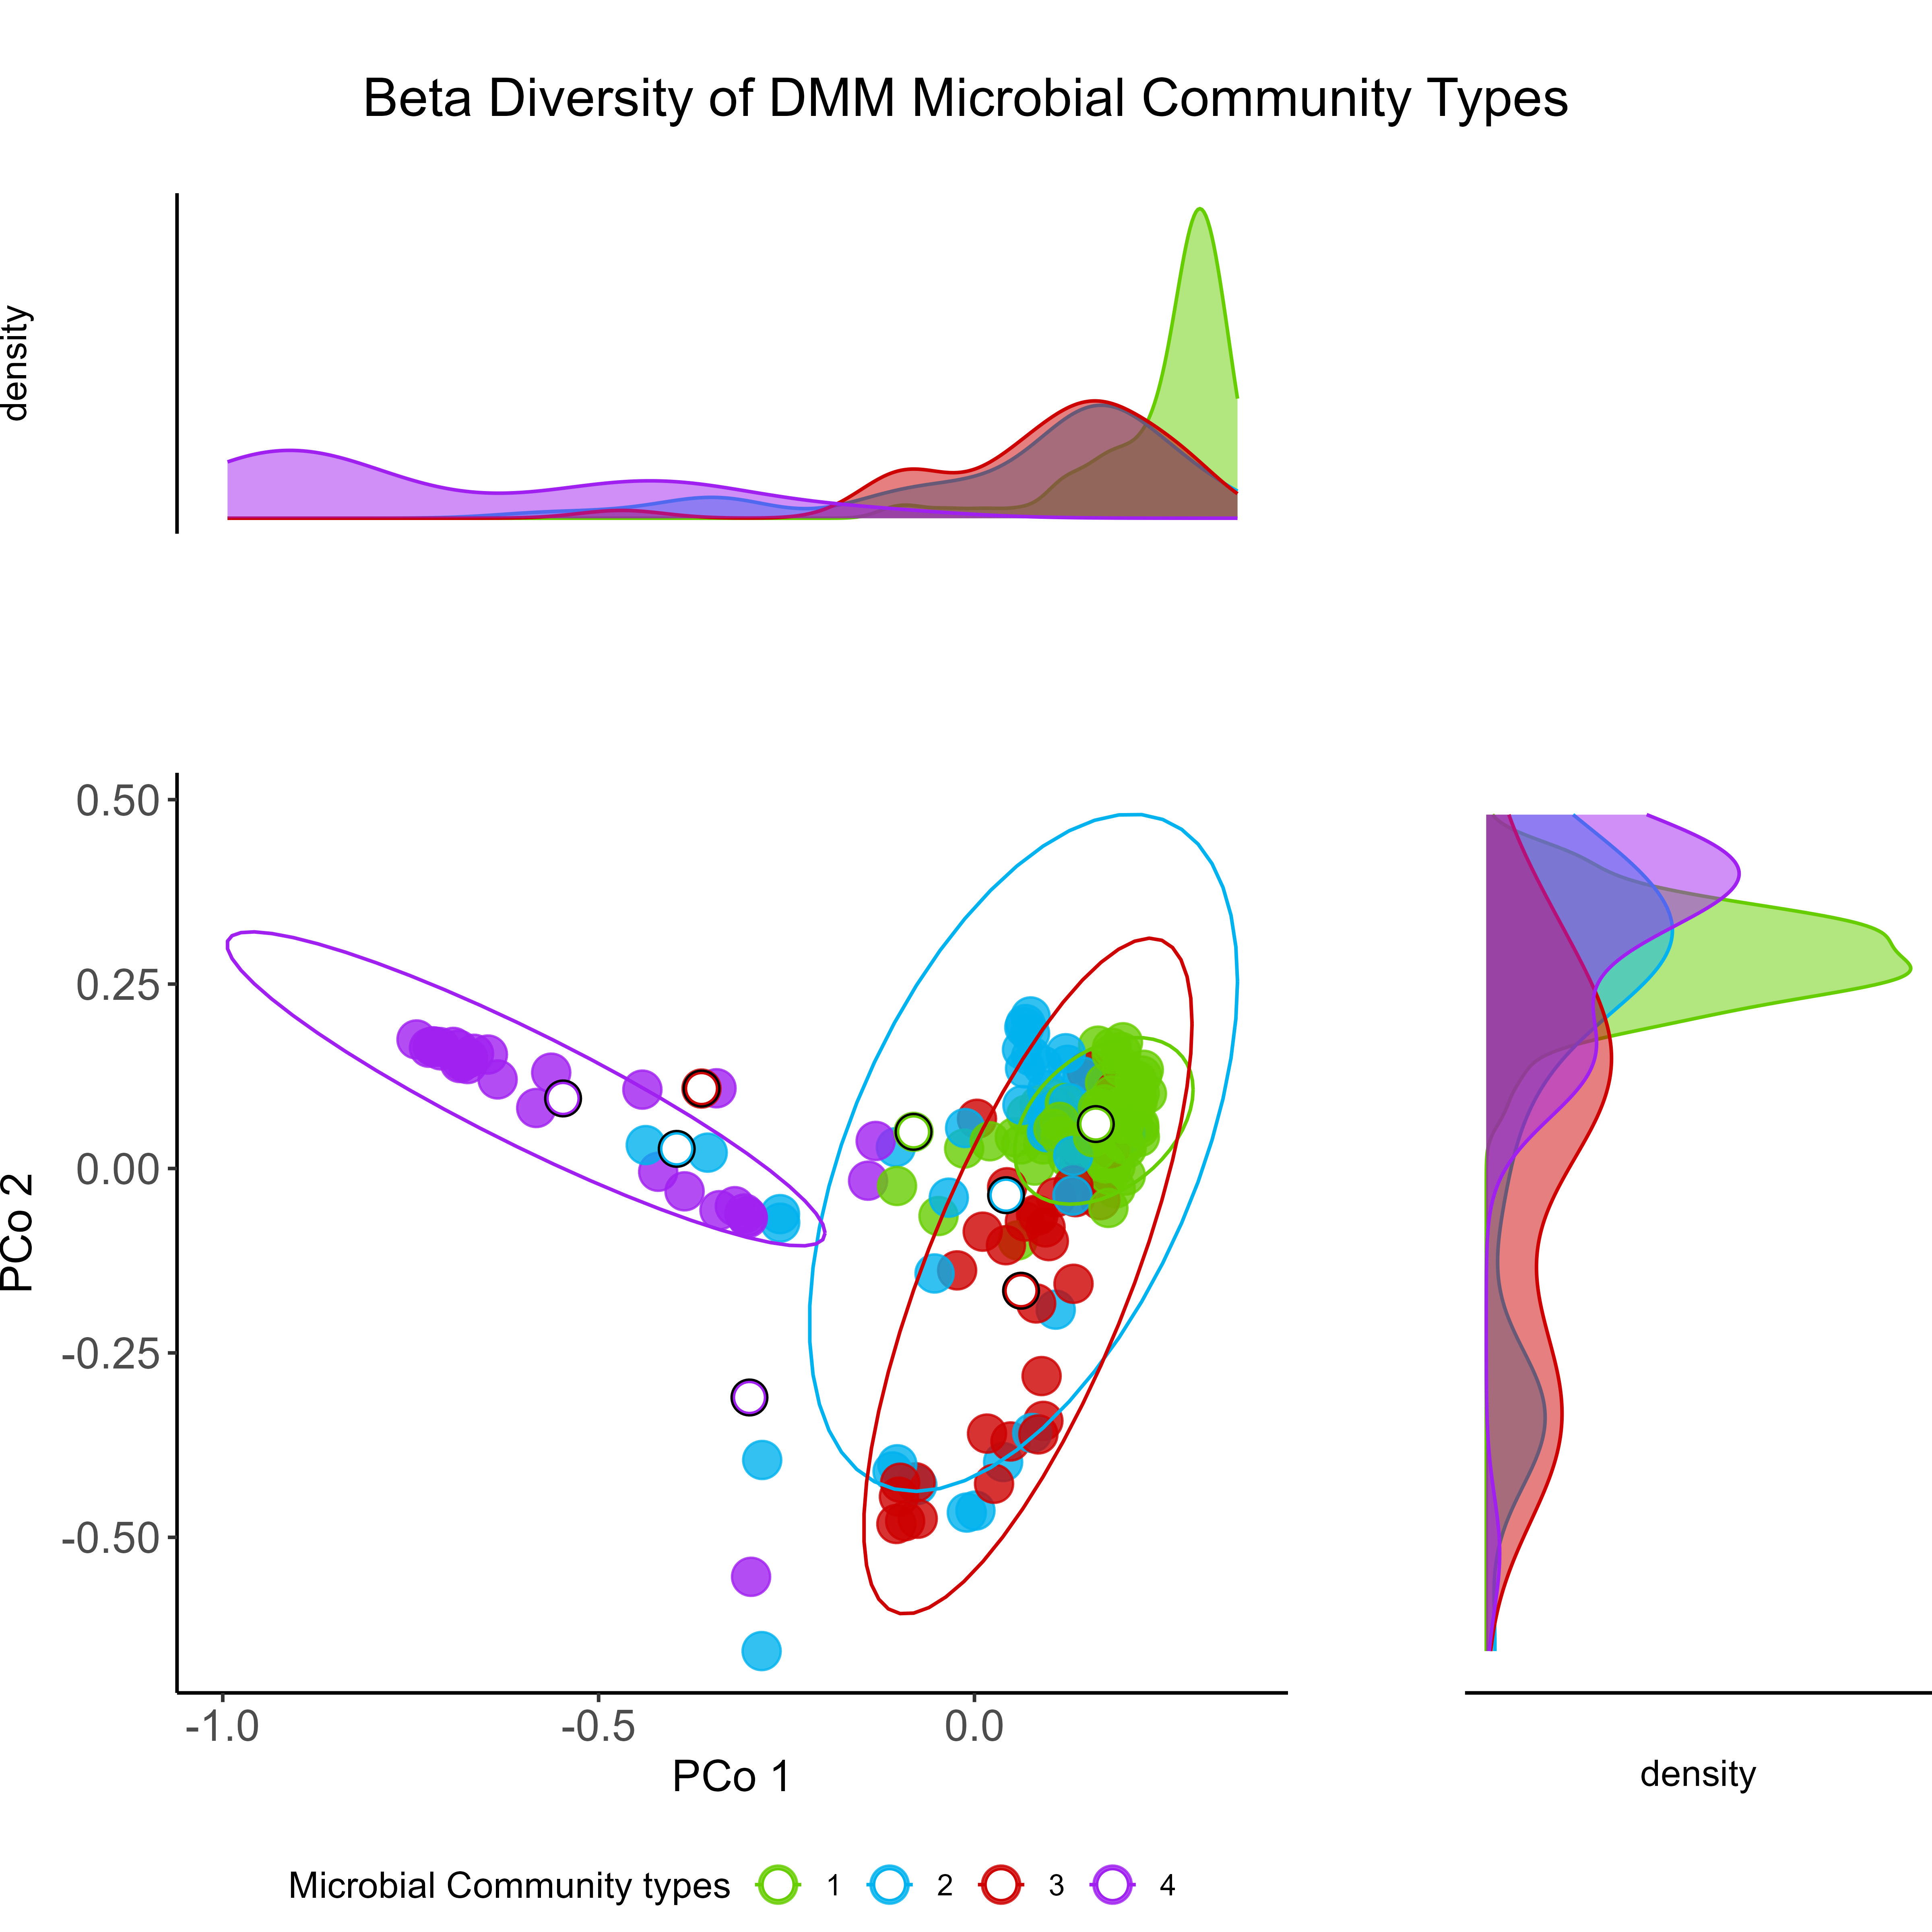 Beta Diversity of DMM Microbial Community Types
density
0.50
0.25
0.00
-0.25
-0.50
PCo 2
-1.0 -0.5 0.0
PCo 1
density
Microbial Community types 1 2 3 4